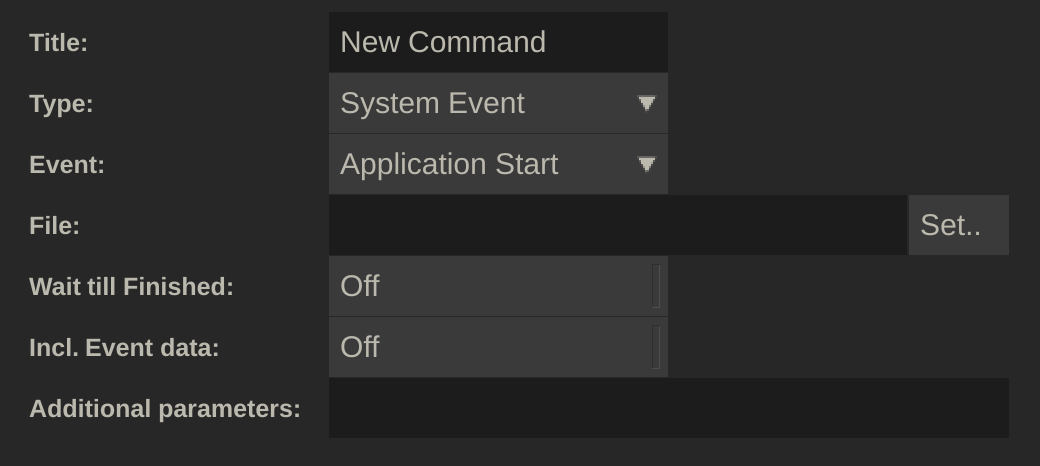 Title: New Command
Type: System Event
Event: Application Start
File: Set..
Wait till Finished: Off
Incl. Event data: Off
Additional parameters: